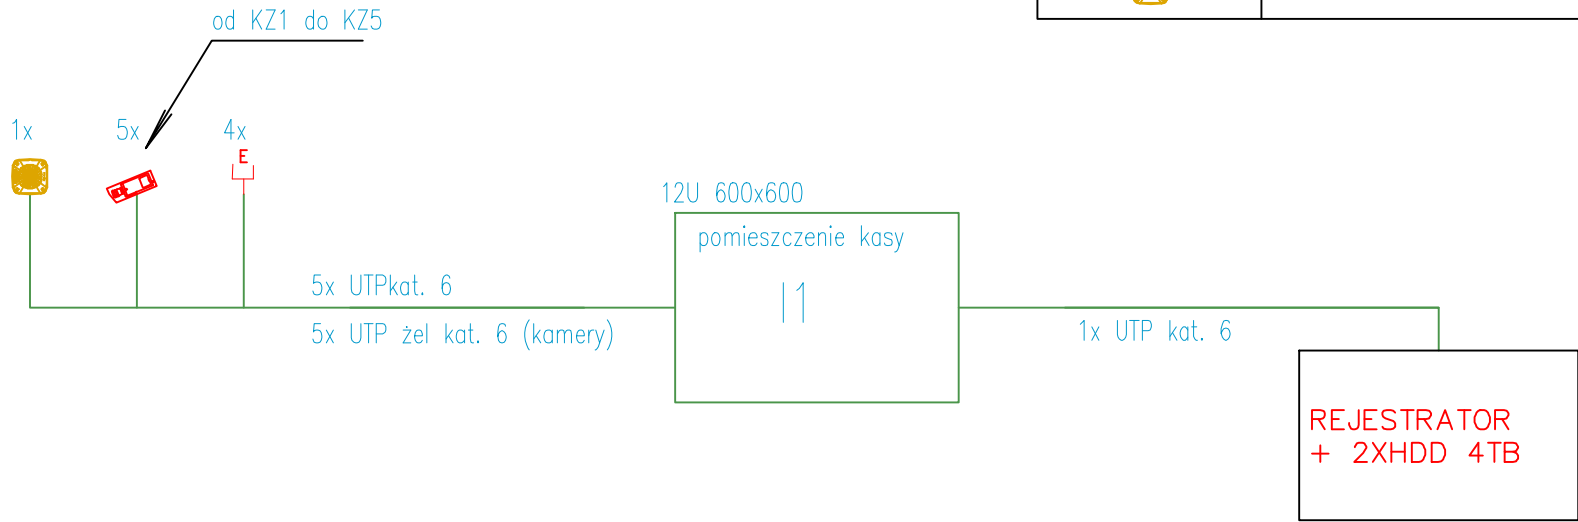 od KZ1 do KZ5
1x
5x
4x
E
12U 600x600
pomieszczenie kasy
I1
5x UTPkat. 6
5x UTP żel kat. 6 (kamery)
1x UTP kat. 6
REJESTRATOR
+ 2XHDD 4TB